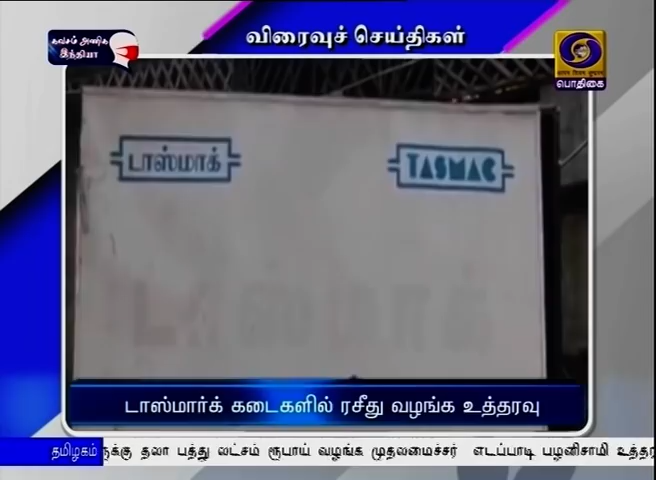 கவசம் அணிக
இந்தியா
விரைவுச் செய்திகள்
பொதிகை
டாஸ்மாக்
TASMAC
டாஸ்மாக்
டாஸ்மார்க் கடைகளில் ரசீது வழங்க உத்தரவு
தமிழகம் ருக்கு தலா பத்து லட்சம் ரூபாய் வழங்க முதலமைச்சர் எடப்பாடி பழனிசாமி உத்தர